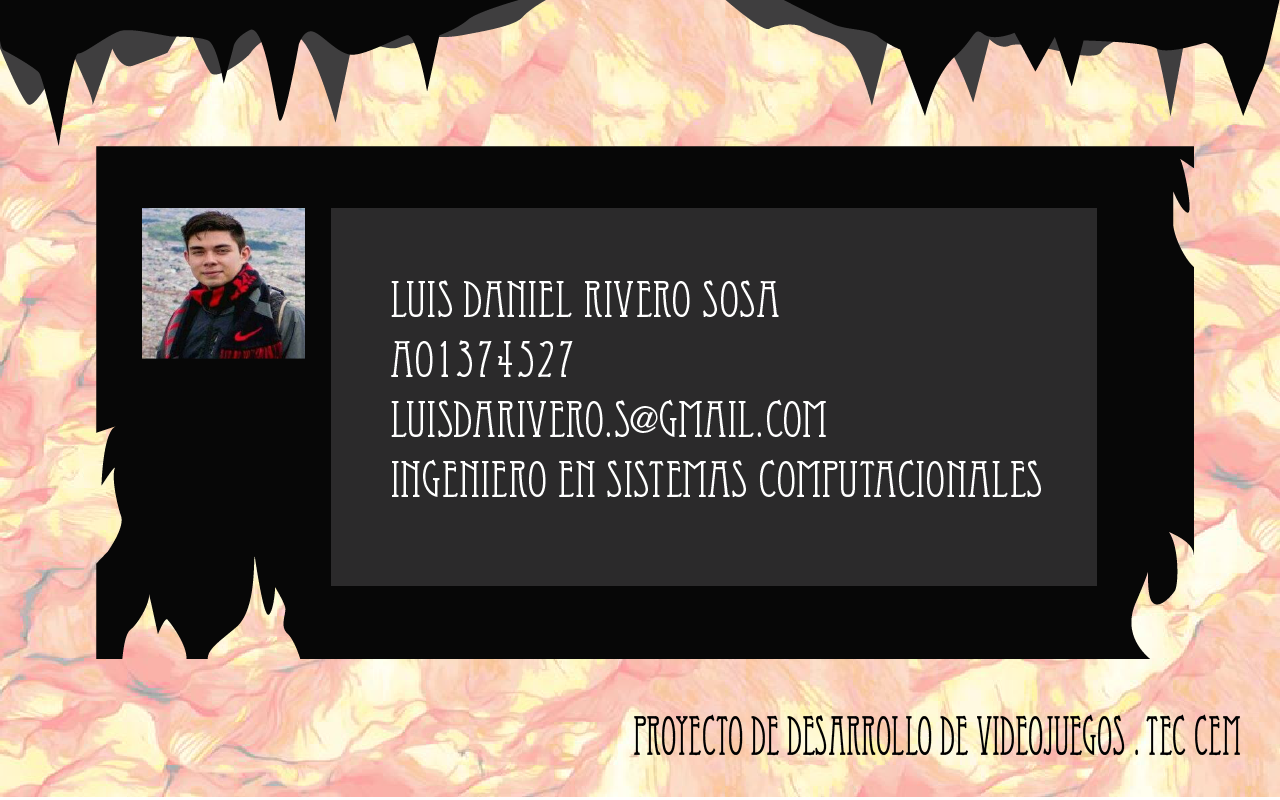 LUIS DANIEL RIVERO SOSA
A01374527
LUISDARIVERO.S@GMAIL.COM
INGENIERO EN SISTEMAS COMPUTACIONALES
PROYECTO DE DESARROLLO DE VIDEOJUEGOS . TEC CEM